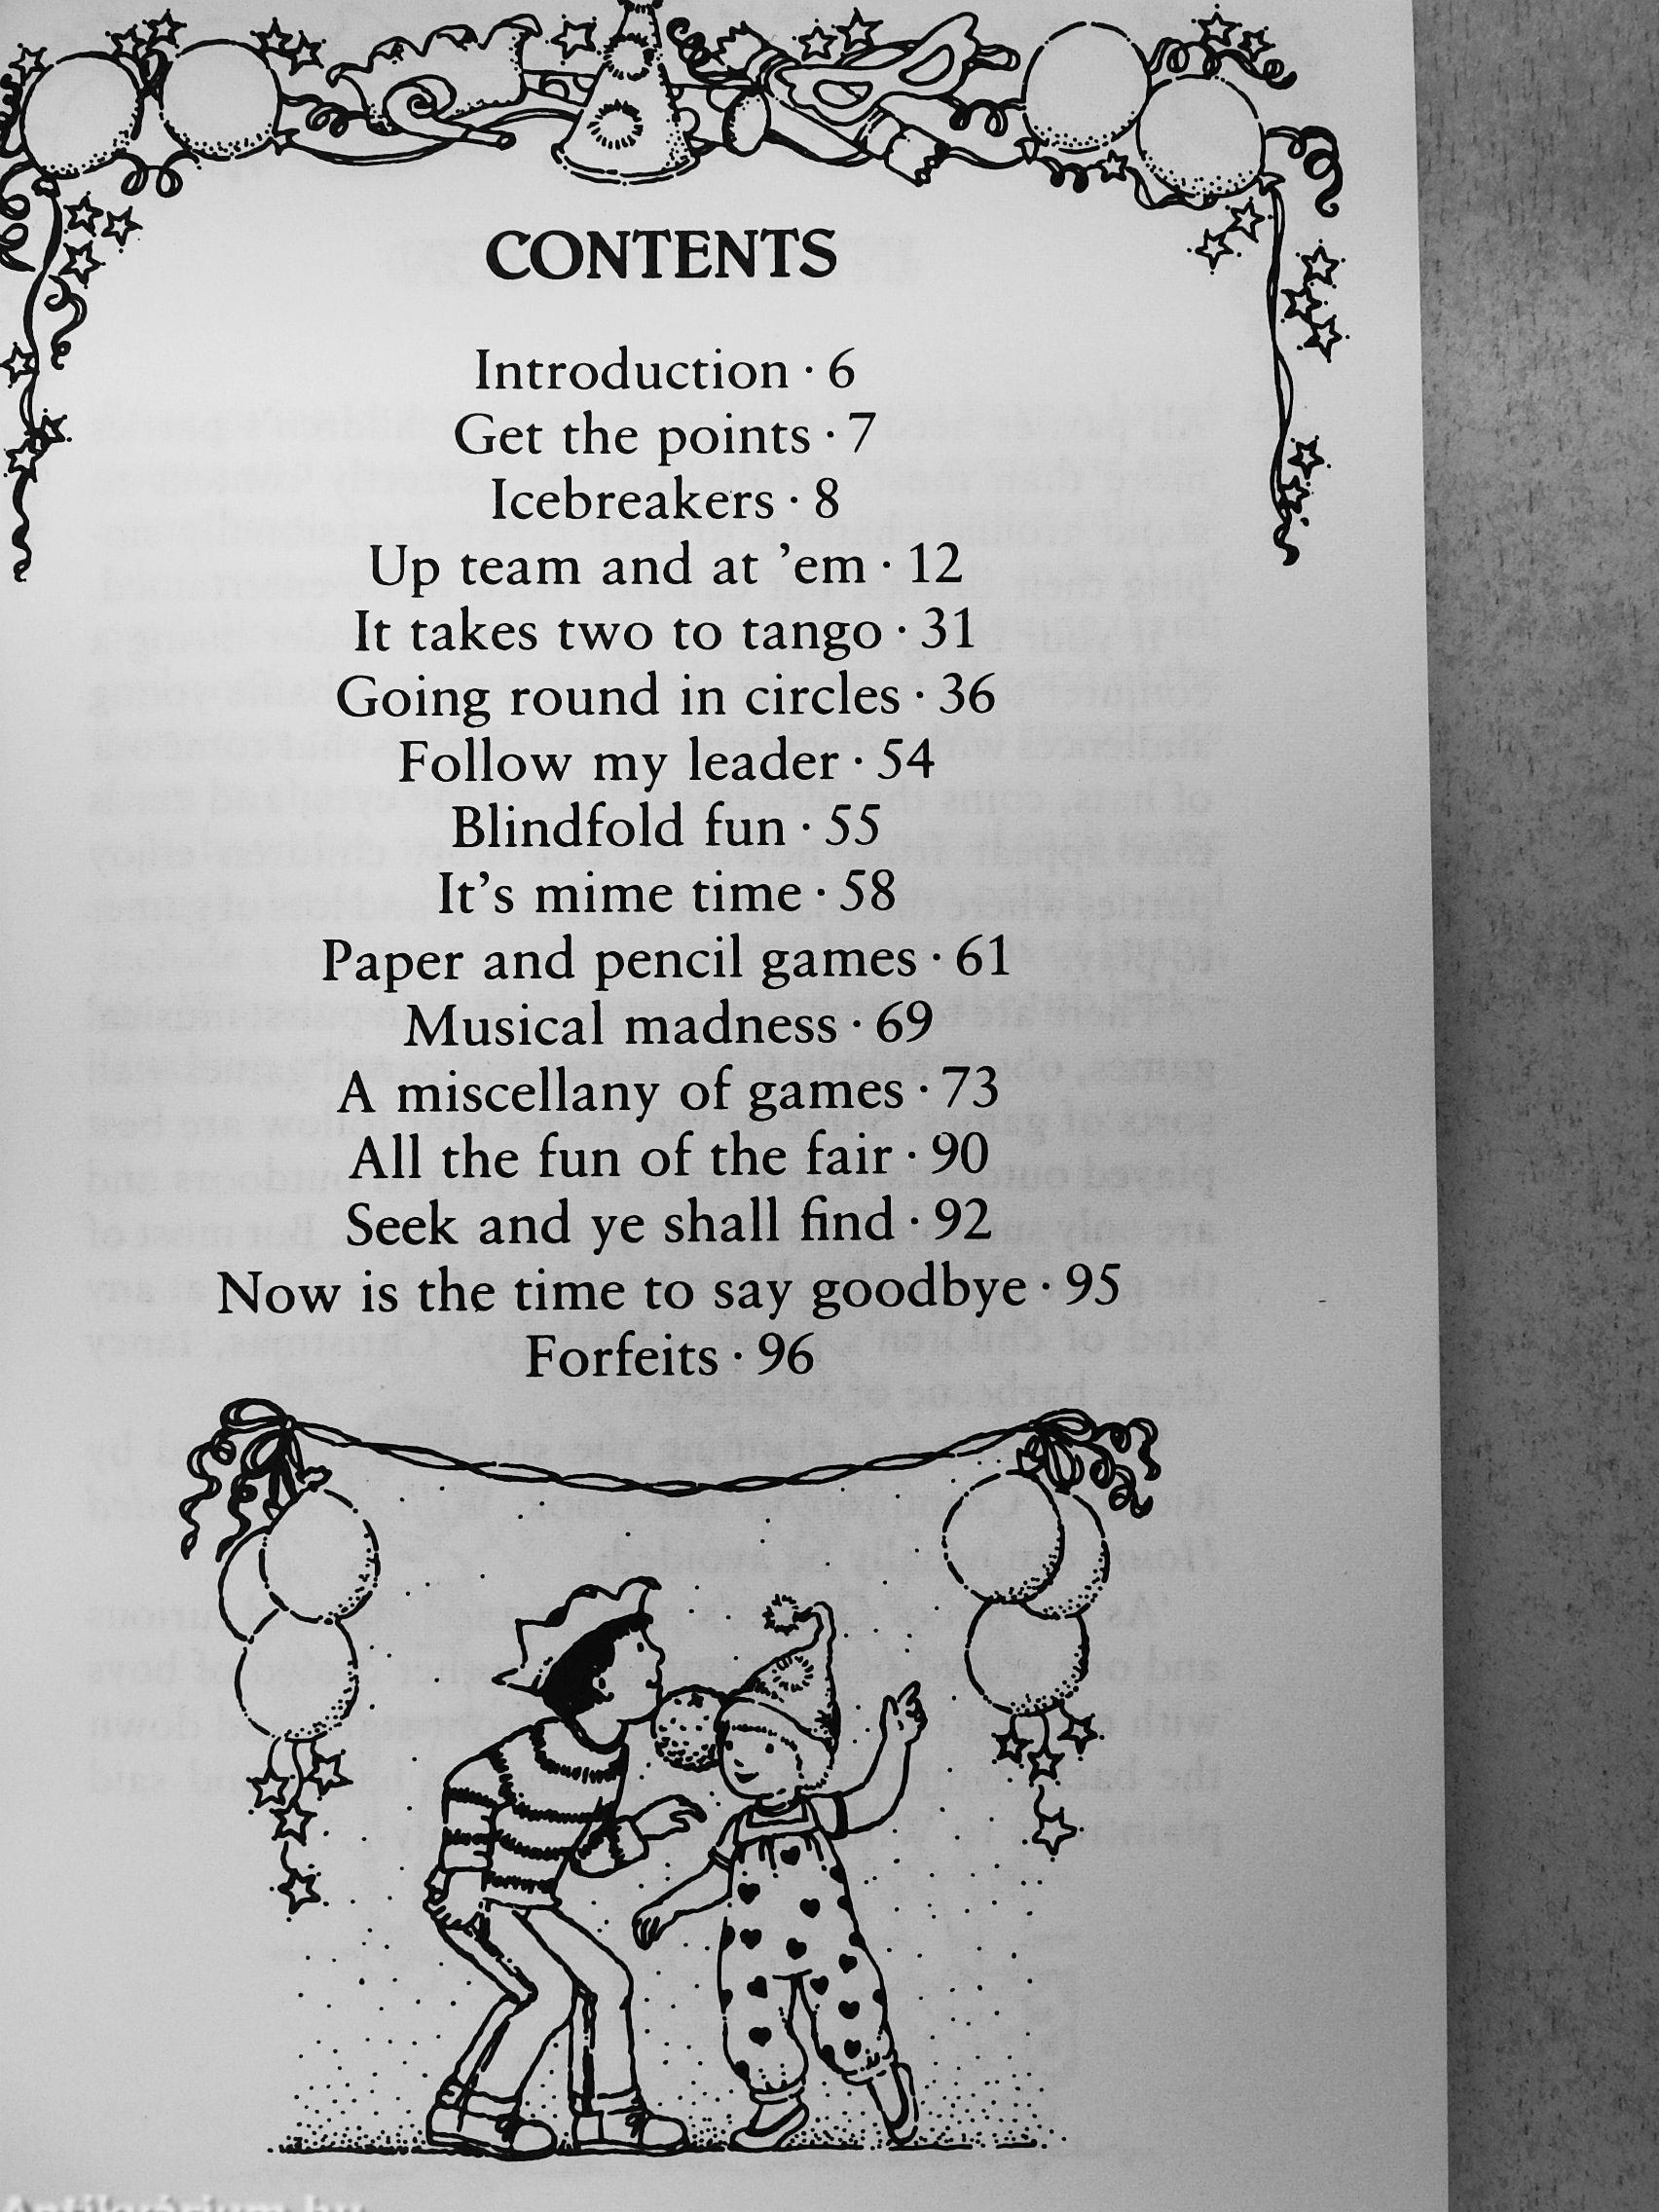 CONTENTS
Introduction · 6
Get the points · 7
Icebreakers · 8
Up team and at ’em · 12
It takes two to tango · 31
Going round in circles · 36
Follow my leader · 54
Blindfold fun · 55
It’s mime time · 58
Paper and pencil games · 61
Musical madness · 69
A miscellany of games · 73
All the fun of the fair · 90
Seek and ye shall find · 92
Now is the time to say goodbye · 95
Forfeits · 96